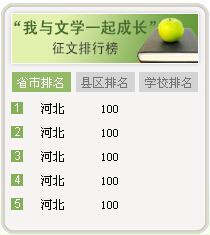 “我与文学一起成长”
征文排行榜
省市排名 县区排名 学校排名
1 河北 100
2 河北 100
3 河北 100
5 河北 100
5 河北 100